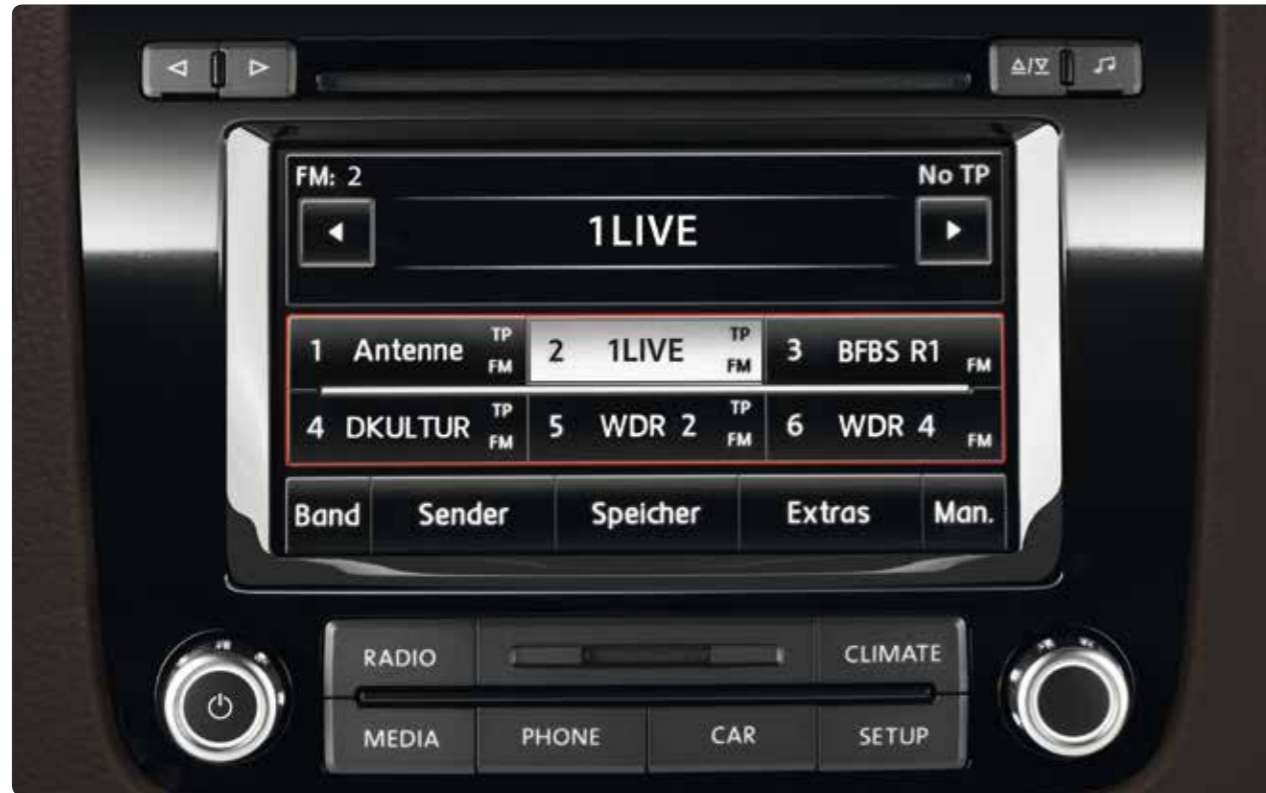 FM: 2 No TP
1LIVE
1 Antenne TP FM 2 1LIVE TP FM 3 BFBS R1 FM
4 DKULTUR TP FM 5 WDR 2 TP FM 6 WDR 4 FM
Band Sender Speicher Extras Man.
RADIO CLIMATE
MEDIA PHONE CAR SETUP